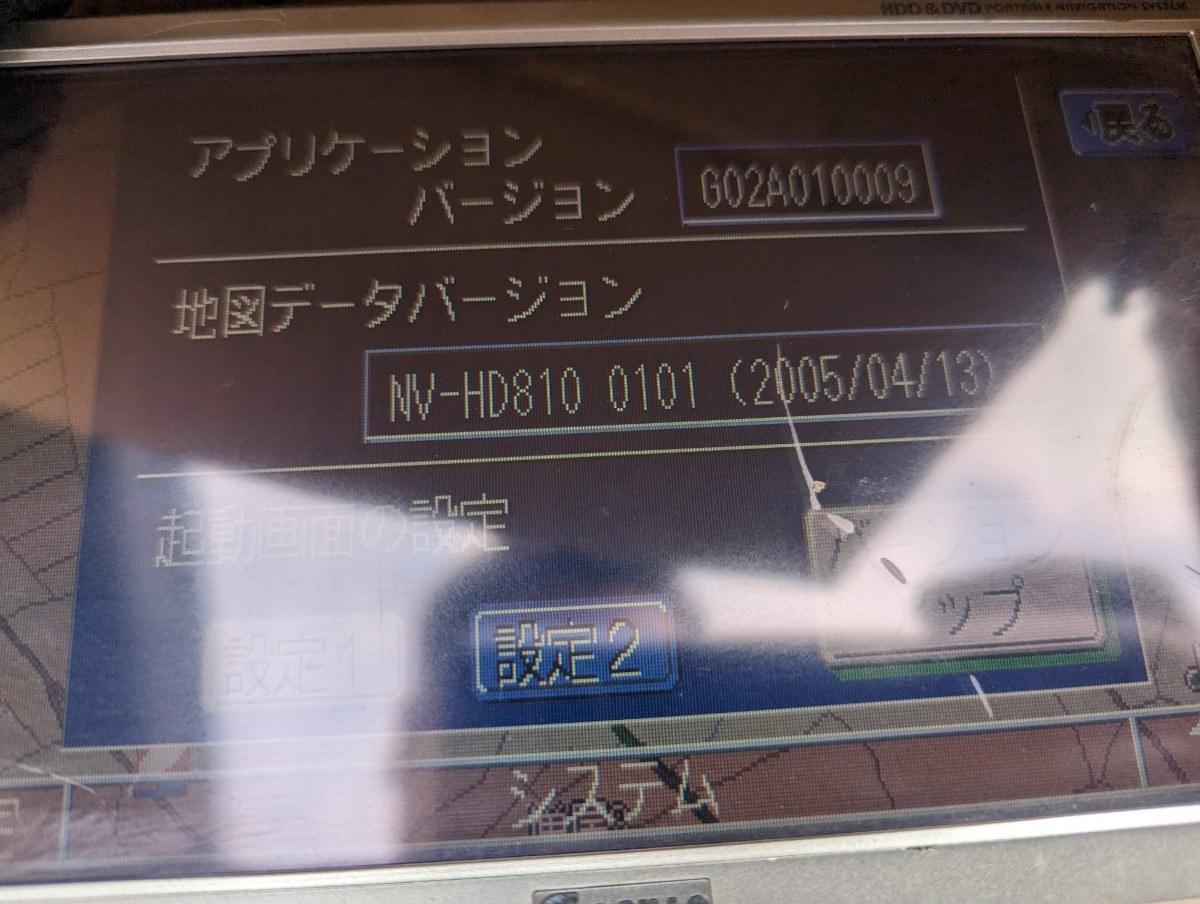 HDD & DVD PORTABLE NAVIGATION SYSTEM
戻る
アプリケーション
バージョン
G02A010009
地図データバージョン
NV-HD810 0101 (2005/04/13)
起動画面の設定
設定1
設定2
システム